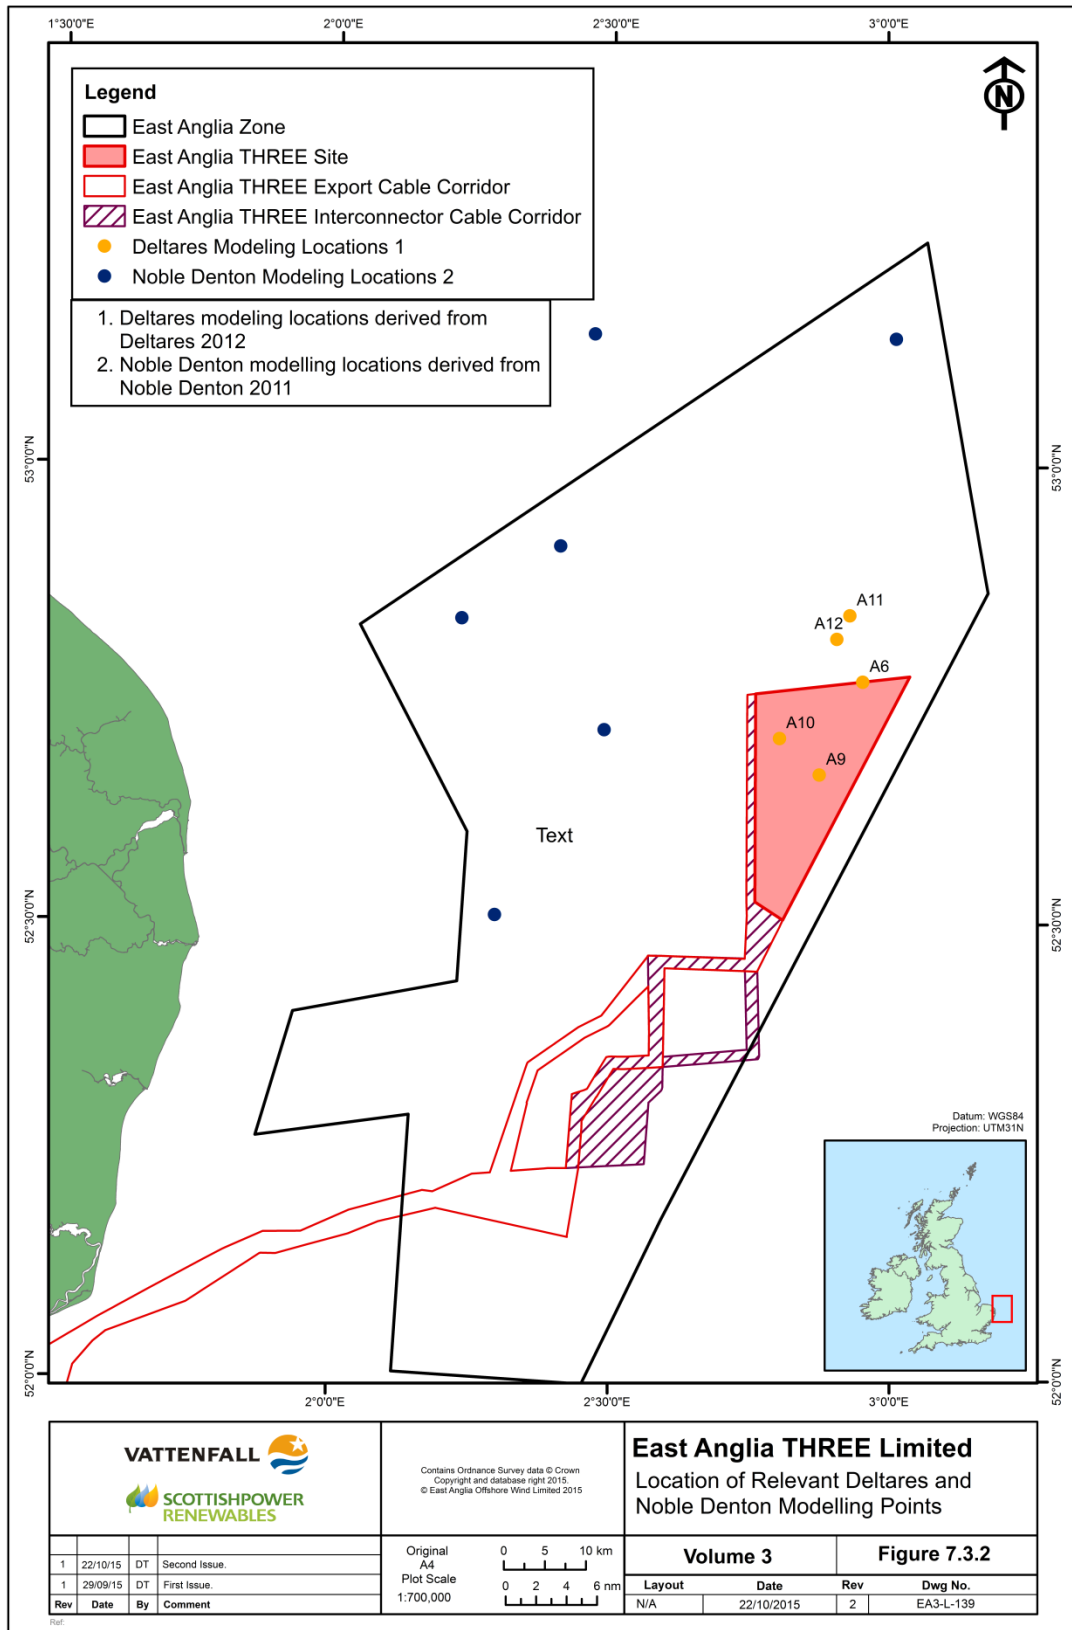 1°30'0"E
2°0'0"E
2°30'0"E
3°0'0"E
Legend
East Anglia Zone
East Anglia THREE Site
East Anglia THREE Export Cable Corridor
East Anglia THREE Interconnector Cable Corridor
Deltares Modeling Locations 1
Noble Denton Modeling Locations 2
1. Deltares modeling locations derived from
Deltares 2012
2. Noble Denton modelling locations derived from
Noble Denton 2011
N
53°0'0"N
53°0'0"N
A11
A12
A6
A10
A9
Text
52°30'0"N
52°30'0"N
Datum: WGS84
Projection: UTM31N
52°0'0"N
52°0'0"N
2°0'0"E
2°30'0"E
3°0'0"E
VATTENFALL
SCOTTISHPOWER
RENEWABLES
Contains Ordnance Survey data © Crown
Copyright and database right 2015.
© East Anglia Offshore Wind Limited 2015
East Anglia THREE Limited
Location of Relevant Deltares and
Noble Denton Modelling Points
1 22/10/15 DT Second Issue.
1 29/09/15 DT First Issue.
Rev Date By Comment
Original
A4
Plot Scale
1:700,000
0 5 10 km
0 2 4 6 nm
Volume 3
Figure 7.3.2
Layout Date Rev Dwg No.
N/A 22/10/2015 2 EA3-L-139
Ref: